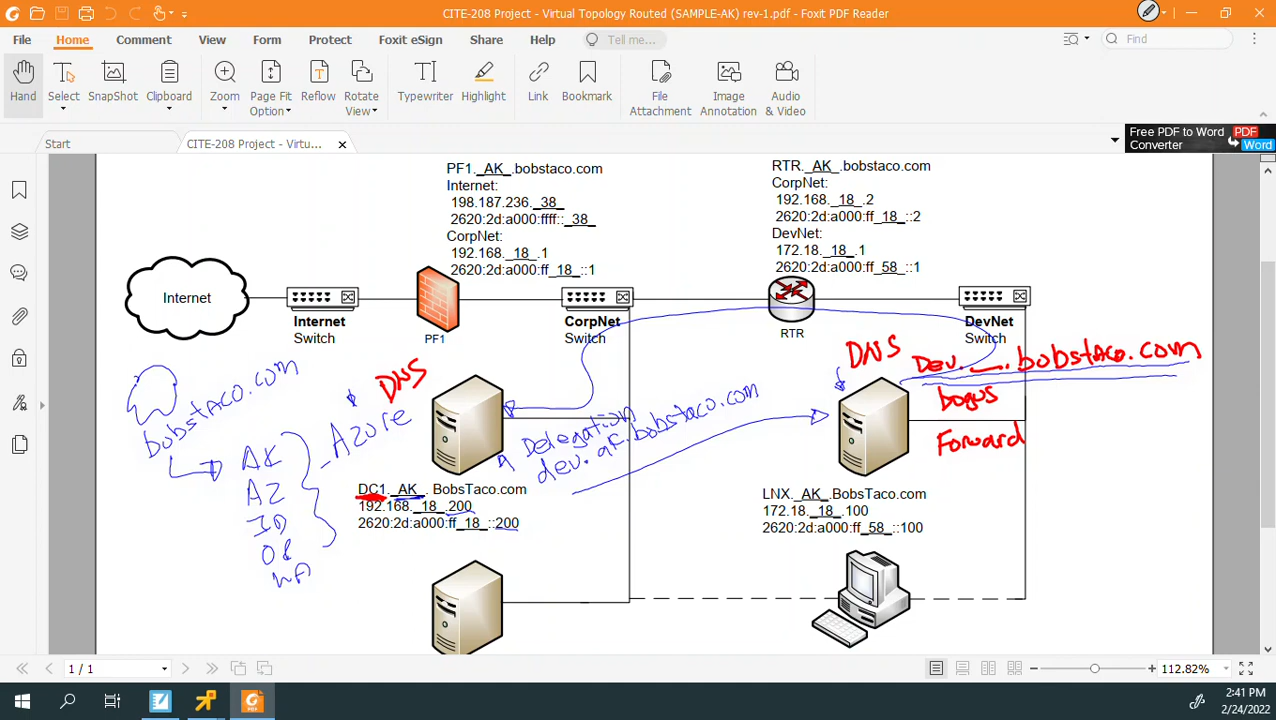 CITE-208 Project - Virtual Topology Routed (SAMPLE-AK) rev-1.pdf - Foxit PDF Reader
File Home Comment View Form Protect Foxit eSign Share Help Tell me... Find
Hand Select SnapShot Clipboard Zoom Page Fit Option Reflow Rotate View Typewriter Highlight Link Bookmark File Attachment Image Annotation Audio & Video
Start CITE-208 Project - Virtu... Free PDF to Word Converter PDF Word
PF1._AK_.bobstaco.com
Internet:
198.187.236._38_
2620:2d:a000:ffff::_38_
CorpNet:
192.168._18_.1
2620:2d:a000:ff_18_::1
RTR._AK_.bobstaco.com
CorpNet:
192.168._18_.2
2620:2d:a000:ff_18_::2
DevNet:
172.18._18_.1
2620:2d:a000:ff_58_::1
Internet
Internet
Switch
PF1
CorpNet
Switch
RTR
DevNet
Switch
bobstaco.com
AK
AZ
ID
OR
WA
Azore
DNS
A Delegation
dev.af.bobstaco.com
DNS
Dev.__.bobstaco.com
bogus
Forward
DC1._AK_. BobsTaco.com
192.168._18_.200
2620:2d:a000:ff_18_::200
LNX._AK_.BobsTaco.com
172.18._18_.100
2620:2d:a000:ff_58_::100
1 / 1 112.82%
2:41 PM
2/24/2022